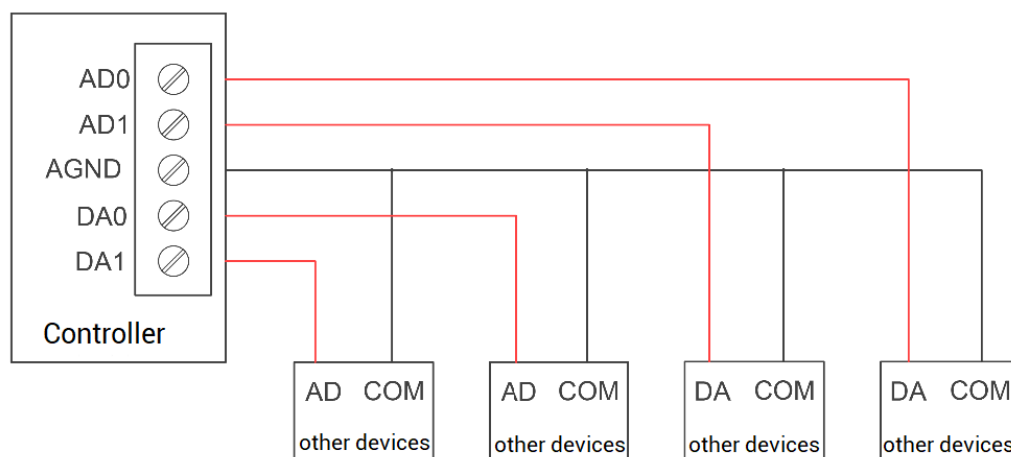 AD0
AD1
AGND
DA0
DA1
Controller
AD COM
other devices
AD COM
other devices
DA COM
other devices
DA COM
other devices